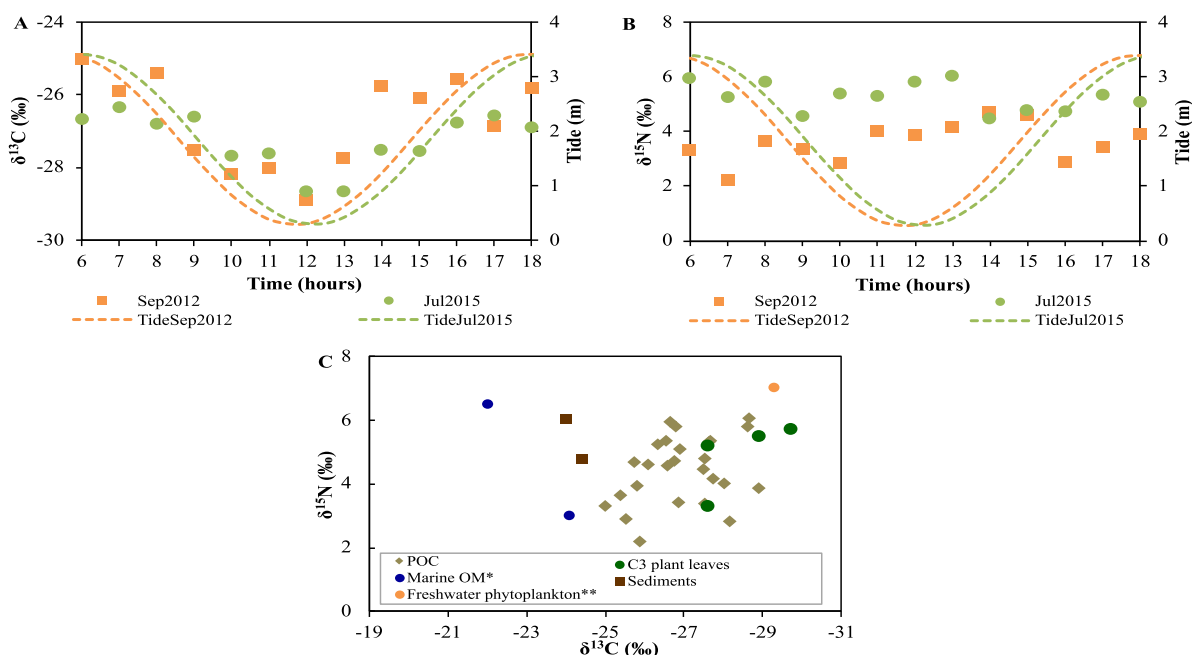 A
-24
-26
-28
-30
δ¹³C (‰)
4
3
2
1
0
Tide (m)
6 7 8 9 10 11 12 13 14 15 16 17 18
Time (hours)
Sep2012 Jul2015
TideSep2012 TideJul2015
B
8
6
4
2
0
δ¹⁵N (‰)
4
3
2
1
0
Tide (m)
6 7 8 9 10 11 12 13 14 15 16 17 18
Time (hours)
Sep2012 Jul2015
TideSep2012 TideJul2015
C
8
6
4
2
0
δ¹⁵N (‰)
POC C3 plant leaves
Marine OM* Sediments
Freshwater phytoplankton**
-19 -21 -23 -25 -27 -29 -31
δ¹³C (‰)